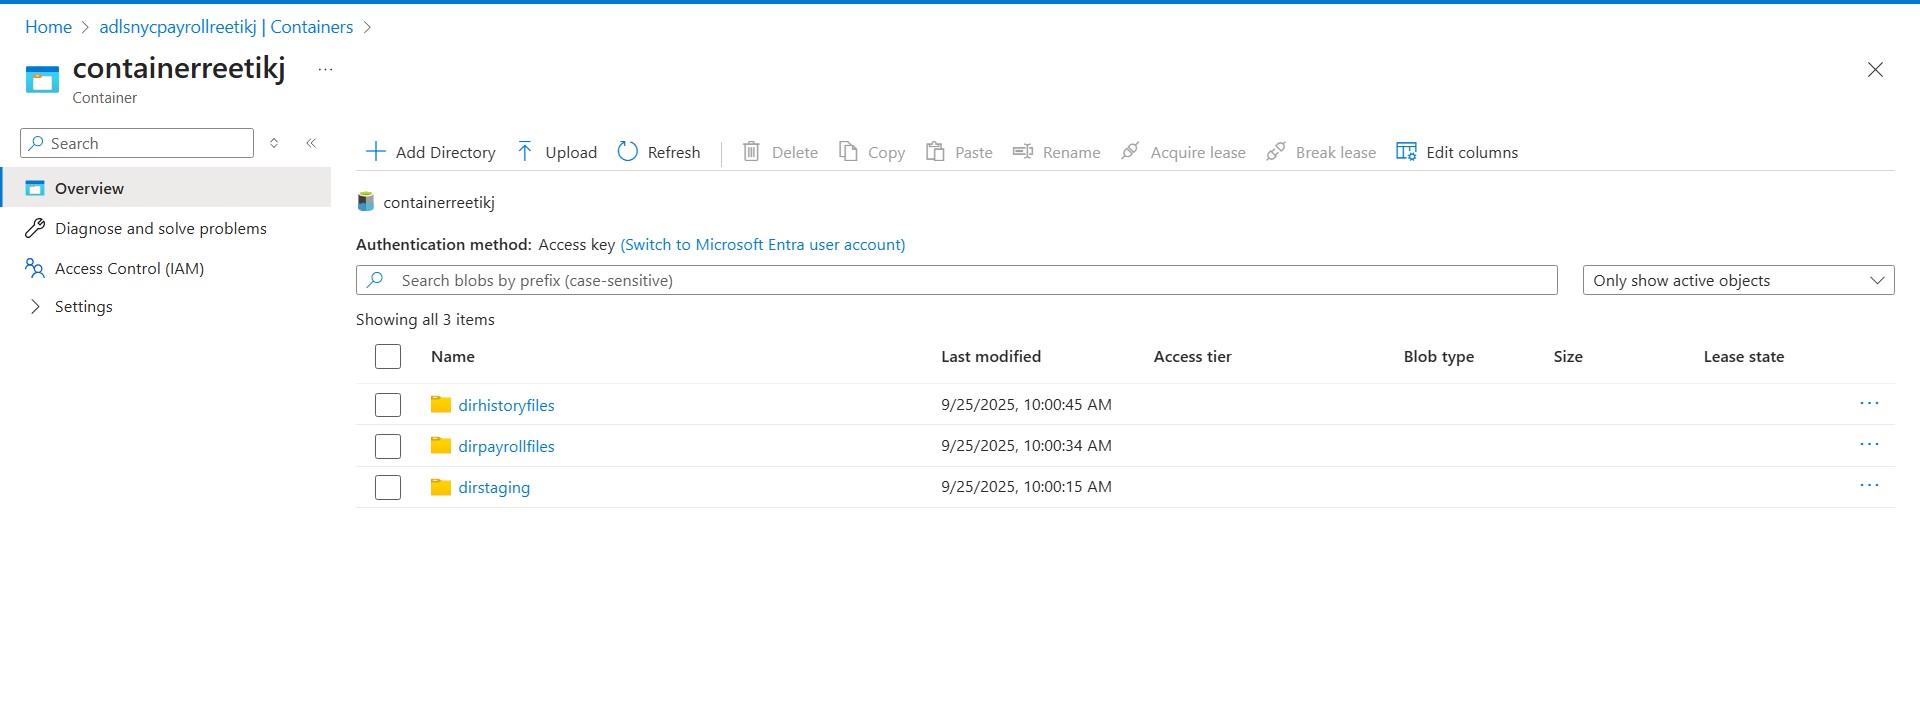 Home > adlsnycpayrollreetikj | Containers >
containerreetikj ...
Container
Search
Overview
Diagnose and solve problems
Access Control (IAM)
Settings
Add Directory Upload Refresh Delete Copy Paste Rename Acquire lease Break lease Edit columns
containerreetikj
Authentication method: Access key (Switch to Microsoft Entra user account)
Search blobs by prefix (case-sensitive) Only show active objects
Showing all 3 items
Name Last modified Access tier Blob type Size Lease state
dirhistoryfiles 9/25/2025, 10:00:45 AM ...
dirpayrollfiles 9/25/2025, 10:00:34 AM ...
dirstaging 9/25/2025, 10:00:15 AM ...